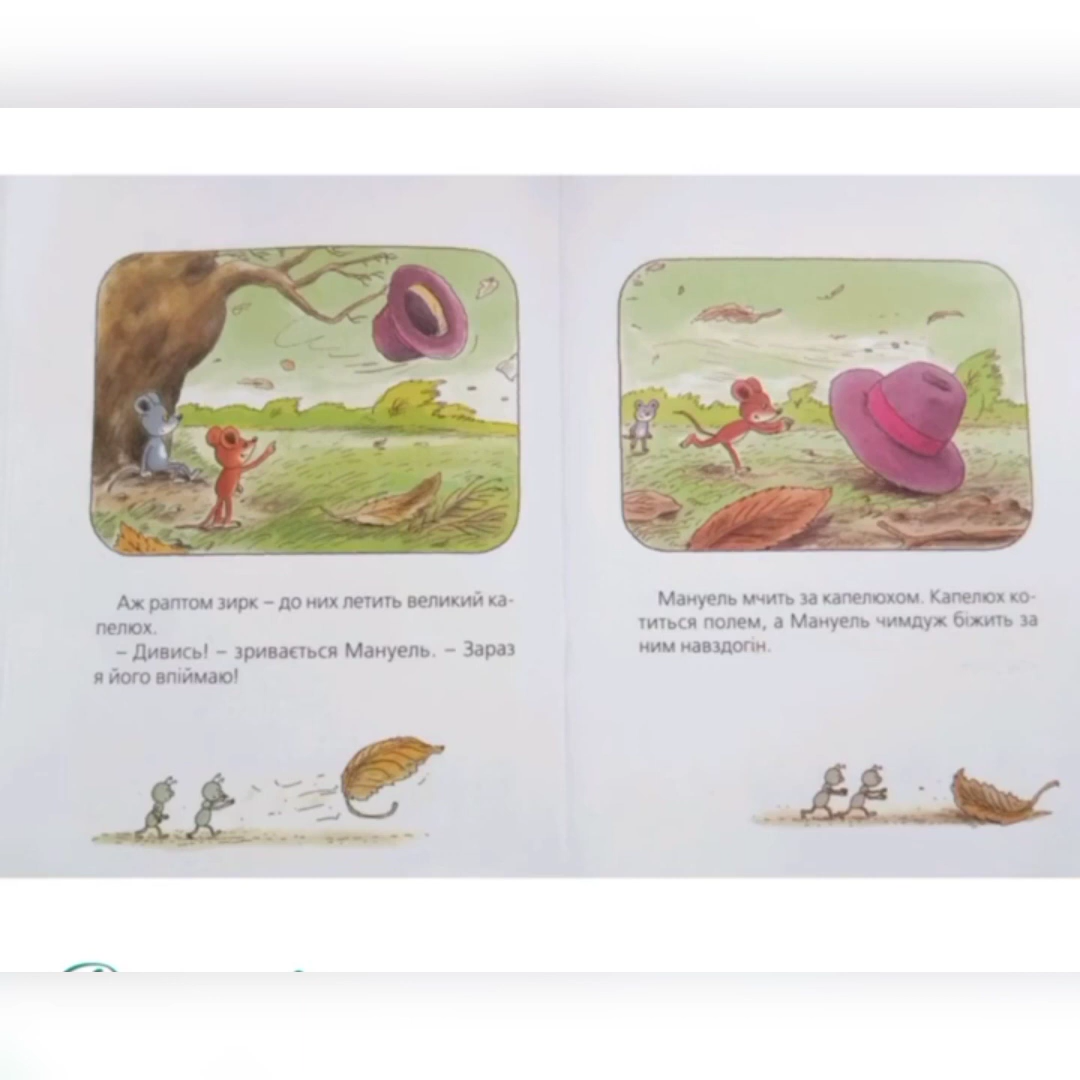 Аж раптом зирк – до них летить великий ка-
пелюх.
– Дивись! – зривається Мануель. – Зараз
я його впіймаю!
Мануель мчить за капелюхом. Капелюх ко-
титься полем, а Мануель чимдуж біжить за
ним навздогін.